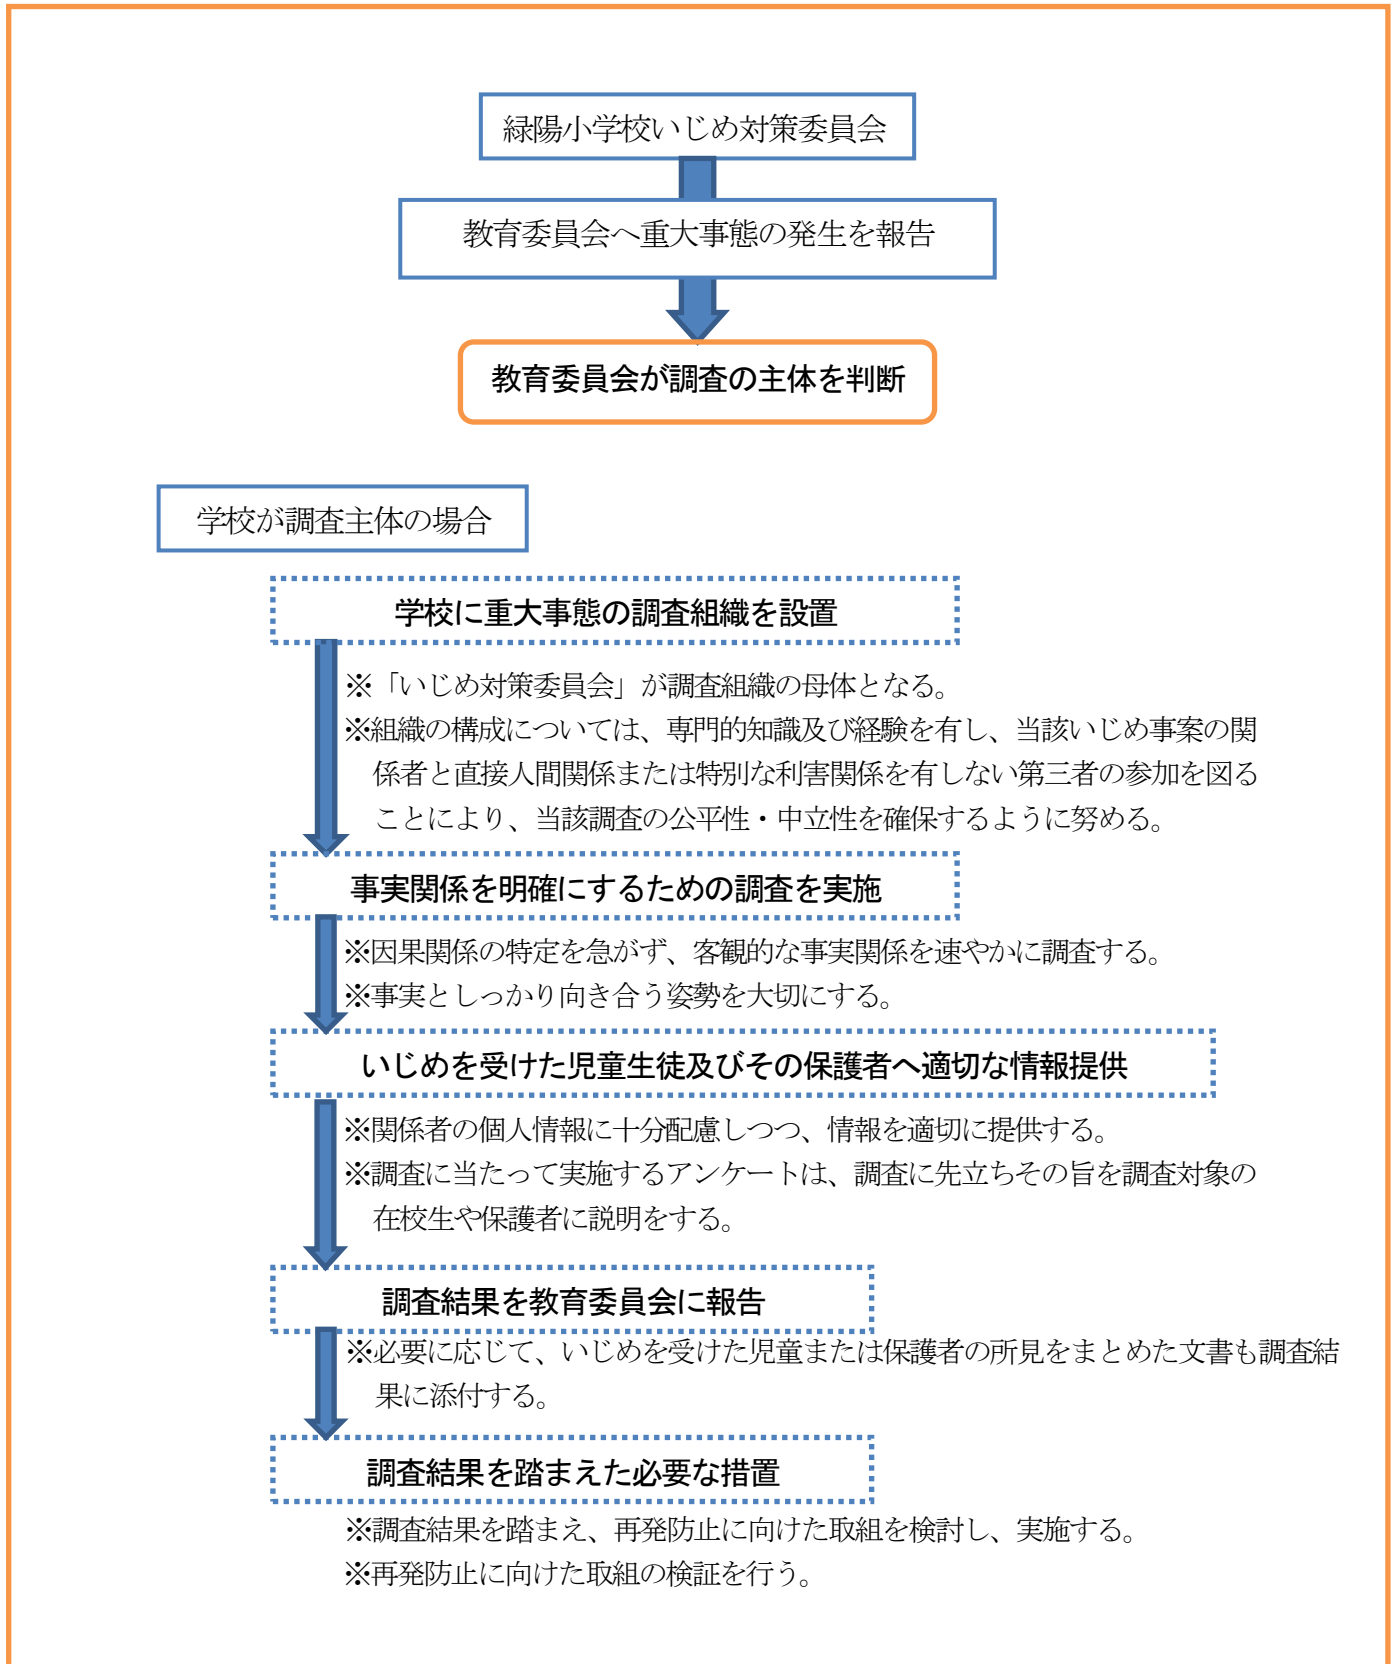 緑陽小学校いじめ対策委員会
教育委員会へ重大事態の発生を報告
教育委員会が調査の主体を判断
学校が調査主体の場合
学校に重大事態の調査組織を設置
※「いじめ対策委員会」が調査組織の母体となる。
※組織の構成については、専門的知識及び経験を有し、当該いじめ事案の関
係者と直接人間関係または特別な利害関係を有しない第三者の参加を図る
ことにより、当該調査の公平性・中立性を確保するように努める。
事実関係を明確にするための調査を実施
※因果関係の特定を急がず、客観的な事実関係を速やかに調査する。
※事実としっかり向き合う姿勢を大切にする。
いじめを受けた児童生徒及びその保護者へ適切な情報提供
※関係者の個人情報に十分配慮しつつ、情報を適切に提供する。
※調査に当たって実施するアンケートは、調査に先立ちその旨を調査対象の
在校生や保護者に説明をする。
調査結果を教育委員会に報告
※必要に応じて、いじめを受けた児童または保護者の所見をまとめた文書も調査結
果に添付する。
調査結果を踏まえた必要な措置
※調査結果を踏まえ、再発防止に向けた取組を検討し、実施する。
※再発防止に向けた取組の検証を行う。